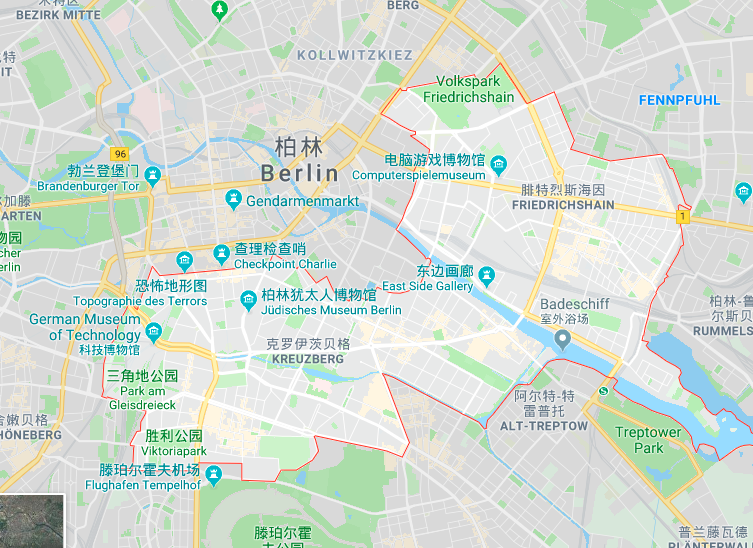 BERG
BEZIRK MITTE
KOLLWITZKIEZ
Volkspark
Friedrichshain
FENNPFUHL
96
柏林
Berlin
勃兰登堡门
Brandenburger Tor
电脑游戏博物馆
Computerspielemuseum
Gendarmenmarkt
腓特烈斯海因
FRIEDRICHSHAIN
1
查理检查哨
Checkpoint Charlie
东边画廊
East Side Gallery
恐怖地形图
Topographie des Terrors
柏林犹太人博物馆
Jüdisches Museum Berlin
Badeschiff
室外浴场
German Museum
of Technology
科技博物馆
克罗伊茨贝格
KREUZBERG
三角地公园
Park am
Gleisdreieck
阿尔特-特
雷普托
ALT-TREPTOW
胜利公园
Viktoriapark
Treptower
Park
滕珀尔霍夫机场
Flughafen Tempelhof
滕珀尔霍
普兰藤瓦德